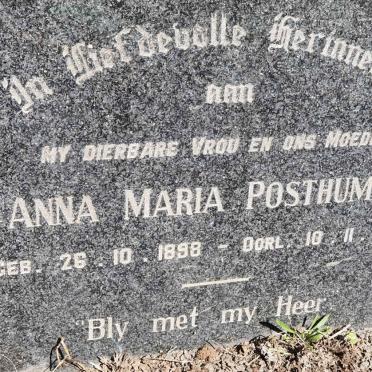 In Liefdevolle Herinne
aan
MY DIERBARE VROU EN ONS MOED
ANNA MARIA POSTHUM
GEB. 26. 10. 1898 - OORL. 10. 11.
"Bly met my Heer."